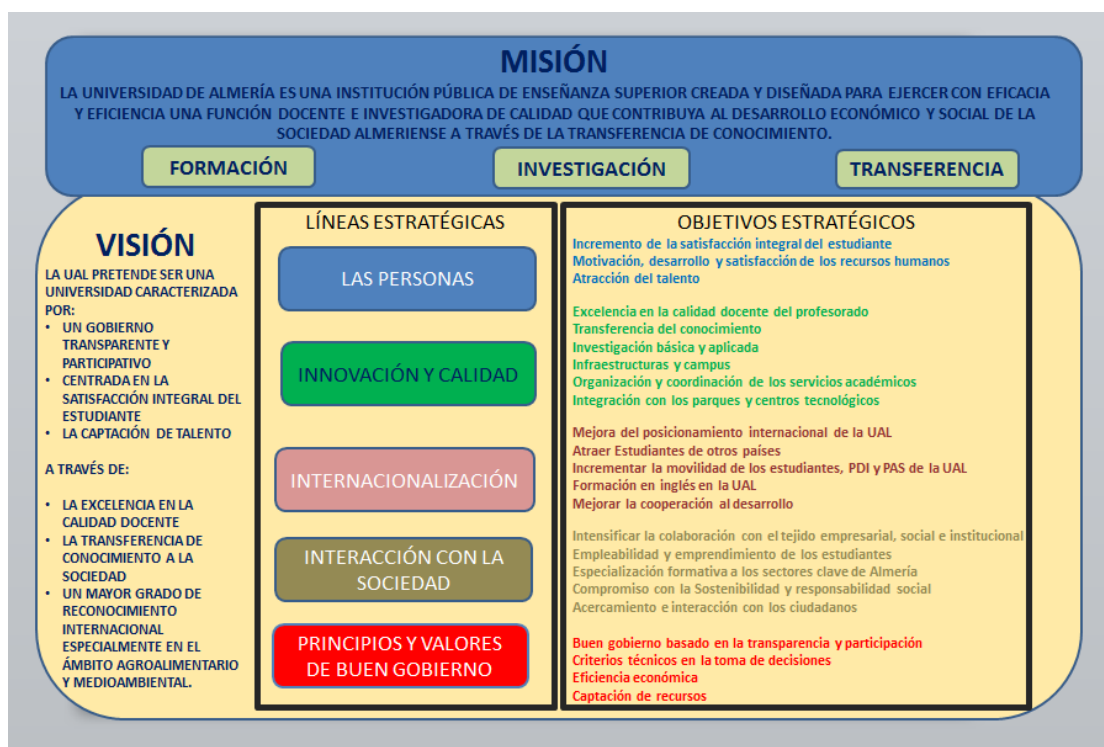 MISIÓN
LA UNIVERSIDAD DE ALMERÍA ES UNA INSTITUCIÓN PÚBLICA DE ENSEÑANZA SUPERIOR CREADA Y DISEÑADA PARA EJERCER CON EFICACIA
Y EFICIENCIA UNA FUNCIÓN DOCENTE E INVESTIGADORA DE CALIDAD QUE CONTRIBUYA AL DESARROLLO ECONÓMICO Y SOCIAL DE LA
SOCIEDAD ALMERIENSE A TRAVÉS DE LA TRANSFERENCIA DE CONOCIMIENTO.
FORMACIÓN
INVESTIGACIÓN
TRANSFERENCIA
VISIÓN
LA UAL PRETENDE SER UNA
UNIVERSIDAD CARACTERIZADA
POR:
• UN GOBIERNO
TRANSPARENTE Y
PARTICIPATIVO
• CENTRADA EN LA
SATISFACCIÓN INTEGRAL DEL
ESTUDIANTE
• LA CAPTACIÓN DE TALENTO
A TRAVÉS DE:
• LA EXCELENCIA EN LA
CALIDAD DOCENTE
• LA TRANSFERENCIA DE
CONOCIMIENTO A LA
SOCIEDAD
• UN MAYOR GRADO DE
RECONOCIMIENTO
INTERNACIONAL
ESPECIALMENTE EN EL
ÁMBITO AGROALIMENTARIO
Y MEDIOAMBIENTAL.
LÍNEAS ESTRATÉGICAS
LAS PERSONAS
INNOVACIÓN Y CALIDAD
INTERNACIONALIZACIÓN
INTERACCIÓN CON LA
SOCIEDAD
PRINCIPIOS Y VALORES
DE BUEN GOBIERNO
OBJETIVOS ESTRATÉGICOS
Incremento de la satisfacción integral del estudiante
Motivación, desarrollo y satisfacción de los recursos humanos
Atracción del talento
Excelencia en la calidad docente del profesorado
Transferencia del conocimiento
Investigación básica y aplicada
Infraestructuras y campus
Organización y coordinación de los servicios académicos
Integración con los parques y centros tecnológicos
Mejora del posicionamiento internacional de la UAL
Atraer Estudiantes de otros países
Incrementar la movilidad de los estudiantes, PDI y PAS de la UAL
Formación en inglés en la UAL
Mejorar la cooperación al desarrollo
Intensificar la colaboración con el tejido empresarial, social e institucional
Empleabilidad y emprendimiento de los estudiantes
Especialización formativa a los sectores clave de Almería
Compromiso con la Sostenibilidad y responsabilidad social
Acercamiento e interacción con los ciudadanos
Buen gobierno basado en la transparencia y participación
Criterios técnicos en la toma de decisiones
Eficiencia económica
Captación de recursos